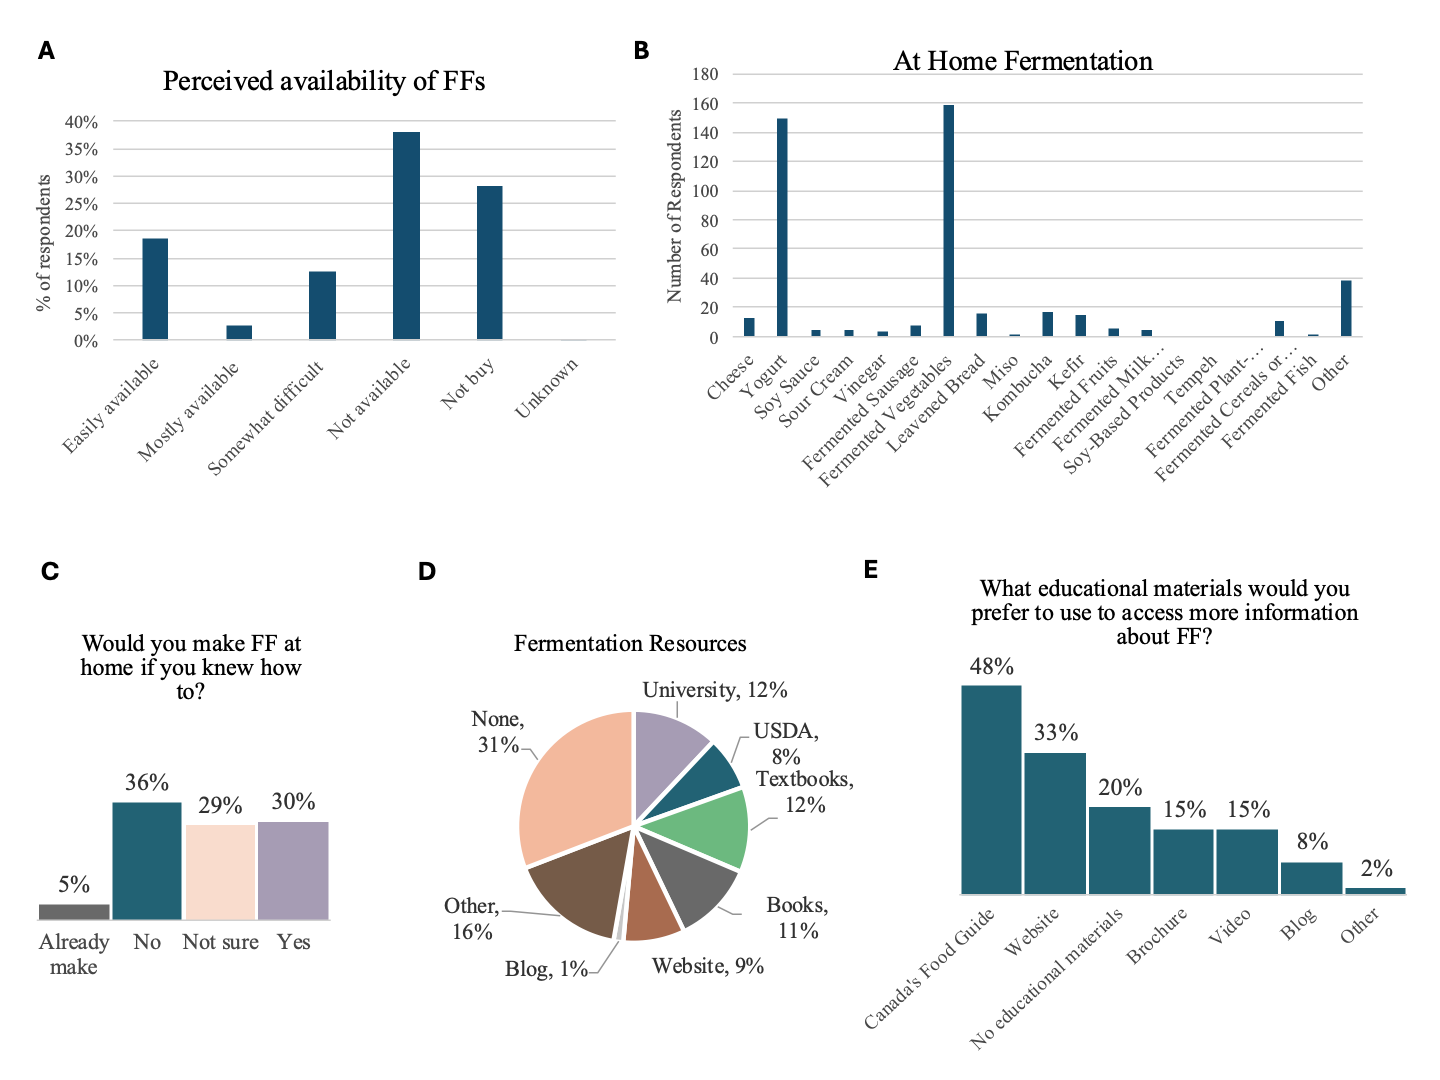 A
Perceived availability of FFs
% of respondents
40%
35%
30%
25%
20%
15%
10%
5%
0%
Easily available
Mostly available
Somewhat difficult
Not available
Not buy
Unknown
B
At Home Fermentation
Number of Respondents
180
160
140
120
100
80
60
40
20
0
Cheese
Yogurt
Soy Sauce
Sour Cream
Vinegar
Fermented Sausage
Fermented Vegetables
Leavened Bread
Miso
Kombucha
Kefir
Fermented Fruits
Fermented Milk…
Soy-Based Products
Tempeh
Fermented Plant-…
Fermented Cereals or…
Fermented Fish
Other
C
Would you make FF at
home if you knew how
to?
5%
36%
29%
30%
Already
make
No
Not sure
Yes
D
Fermentation Resources
University, 12%
USDA,
8%
Textbooks,
12%
Books,
11%
Website, 9%
Blog, 1%
Other,
16%
None,
31%
E
What educational materials would you
prefer to use to access more information
about FF?
48%
33%
20%
15%
15%
8%
2%
Canada's Food Guide
Website
No educational materials
Brochure
Video
Blog
Other